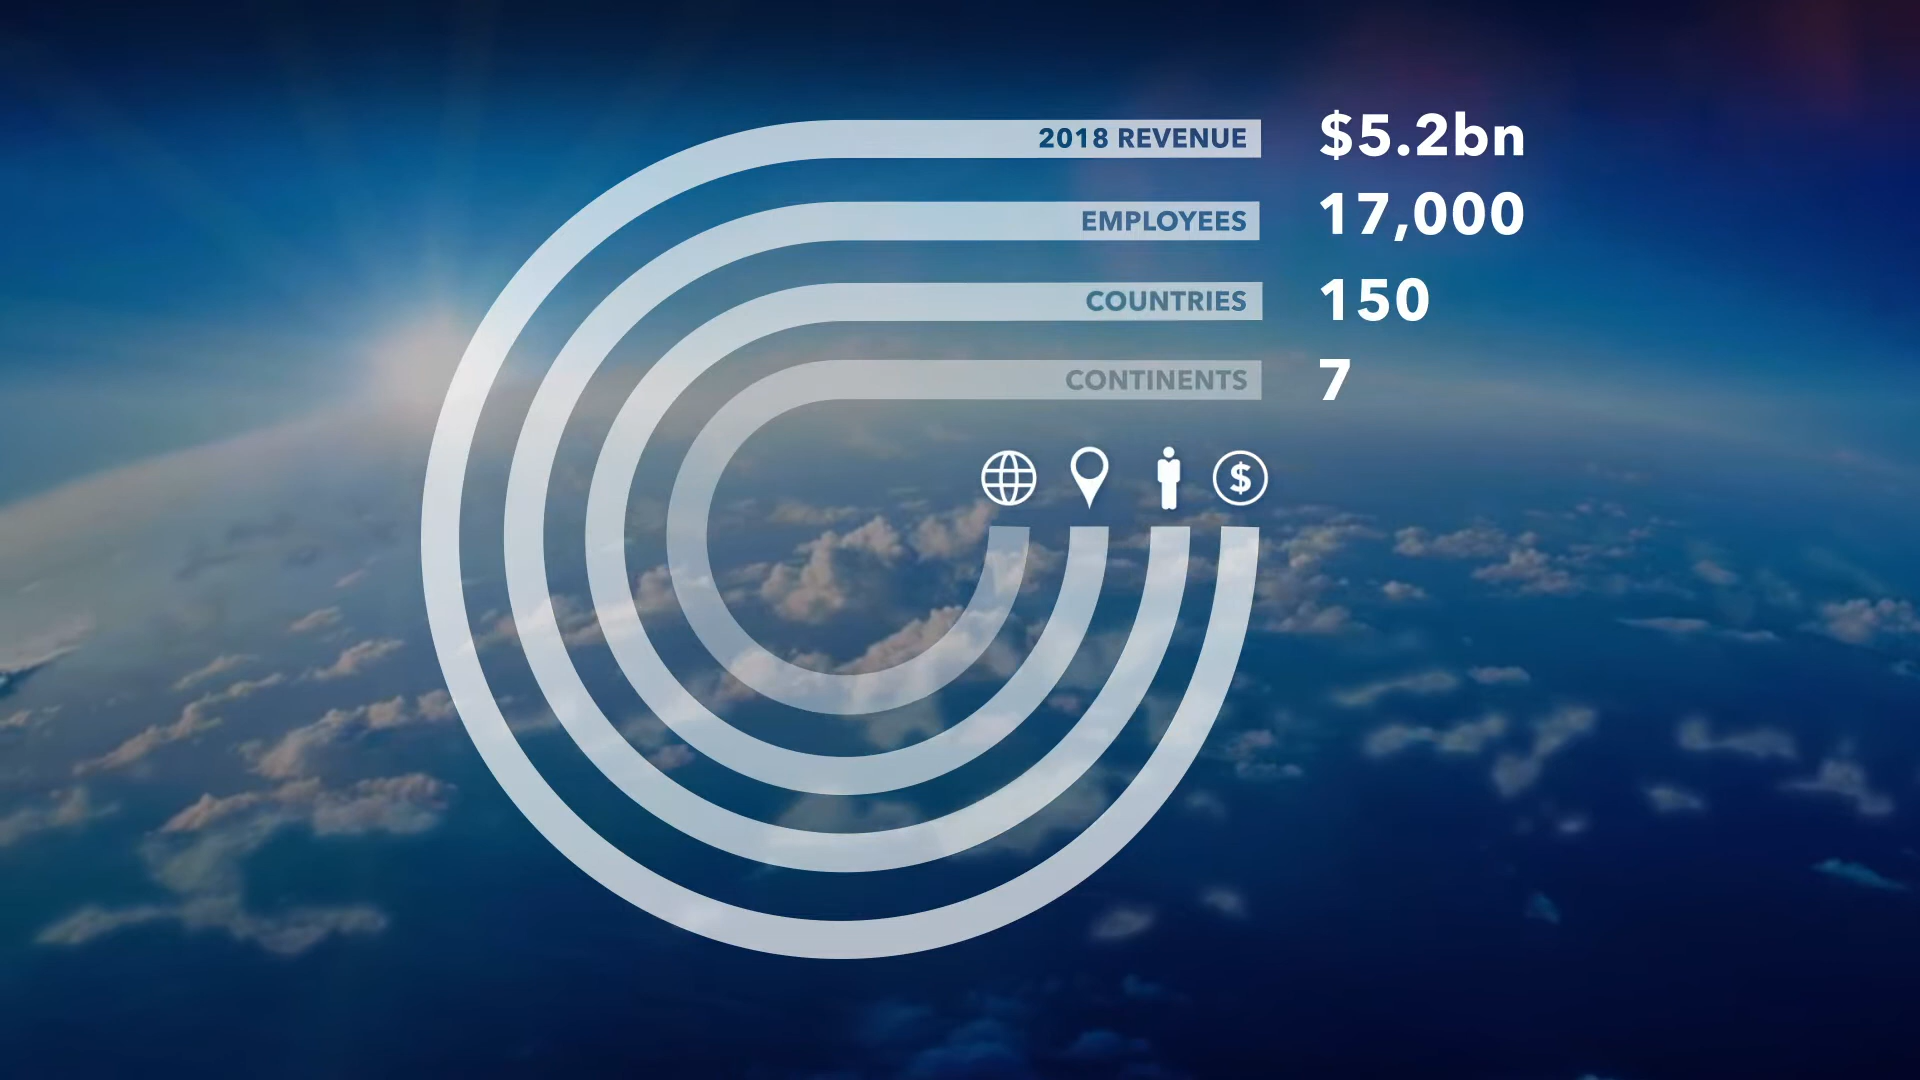 2018 REVENUE $5.2bn
EMPLOYEES 17,000
COUNTRIES 150
CONTINENTS 7
$